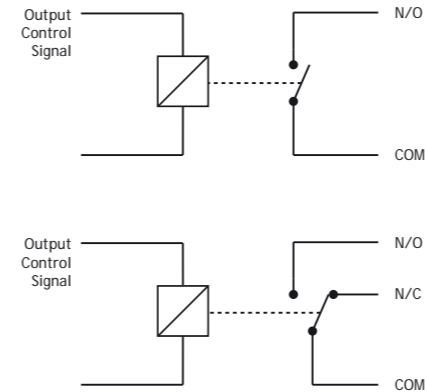 Output
Control
Signal
N/O
COM
Output
Control
Signal
N/O
N/C
COM